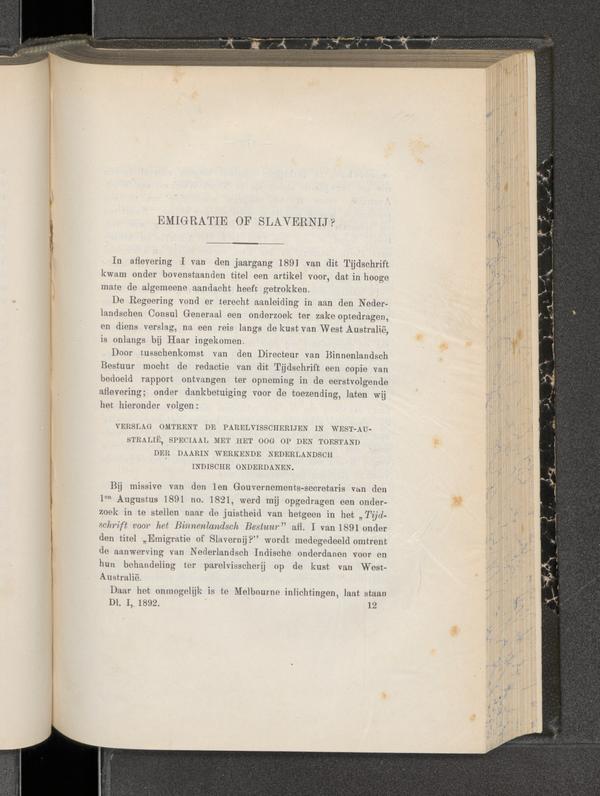 EMIGRATIE OF SLAVERNIJ?
In aflevering I van den jaargang 1891 van dit Tijdschrift
kwam onder bovenstaanden titel een artikel voor, dat in hooge
mate de algemeene aandacht heeft getrokken.
De Regeering vond er terecht aanleiding in aan den Neder-
landschen Consul Generaal een onderzoek ter zake optedragen,
en diens verslag, na een reis langs de kust van West Australië,
is onlangs bij Haar ingekomen.
Door tusschenkomst van den Directeur van Binnenlandsch
Bestuur mocht de redactie van dit Tijdschrift een copie van
bedoeld rapport ontvangen ter opneming in de eerstvolgende
aflevering; onder dankbetuiging voor de toezending, laten wij
het hieronder volgen:
VERSLAG OMTRENT DE PARELVISSCHERIJEN IN WEST-AU-
STRALIË, SPECIAAL MET HET OOG OP DEN TOESTAND
DER DAARIN WERKENDE NEDERLANDSCH
INDISCHE ONDERDANEN.
Bij missive van den 1en Gouvernements-secretaris van den
1en Augustus 1891 no. 1821, werd mij opgedragen een onder-
zoek in te stellen naar de juistheid van hetgeen in het „Tijd-
schrift voor het Binnenlandsch Bestuur" afl. I van 1891 onder
den titel „Emigratie of Slavernij?" wordt medegedeeld omtrent
de aanwerving van Nederlandsch Indische onderdanen voor en
hun behandeling ter parelvisscherij op de kust van West-
Australië.
Daar het onmogelijk is te Melbourne inlichtingen, laat staan
Dl. I, 1892. 12